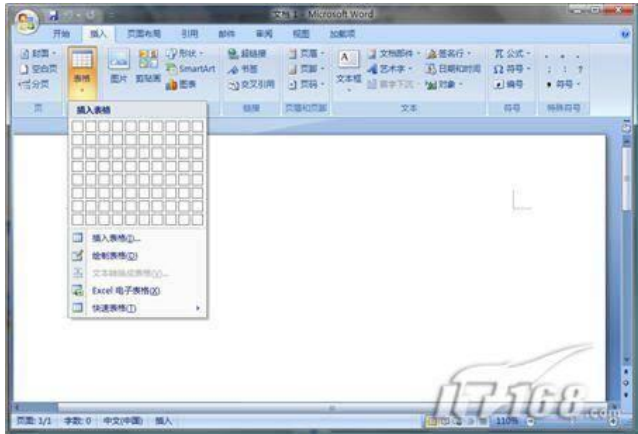 文档 1 - Microsoft Word
开始 插入 页面布局 引用 邮件 审阅 视图 加载项
封面 空白页 分页
表格
图片 剪贴画 形状 SmartArt 图表
超链接 书签 交叉引用
页眉 页脚 页码
文本框 文档部件 艺术字 首字下沉 签名行 日期和时间 对象
π 公式 Ω 符号 编号
符号
页 链接 页眉和页脚 文本 符号 特殊符号
插入表格
插入表格(I)...
绘制表格(D)
文本转换成表格(V)...
Excel 电子表格(X)
快速表格(T)
页面: 1/1 字数: 0 中文(中国) 插入 110%
IT168.com